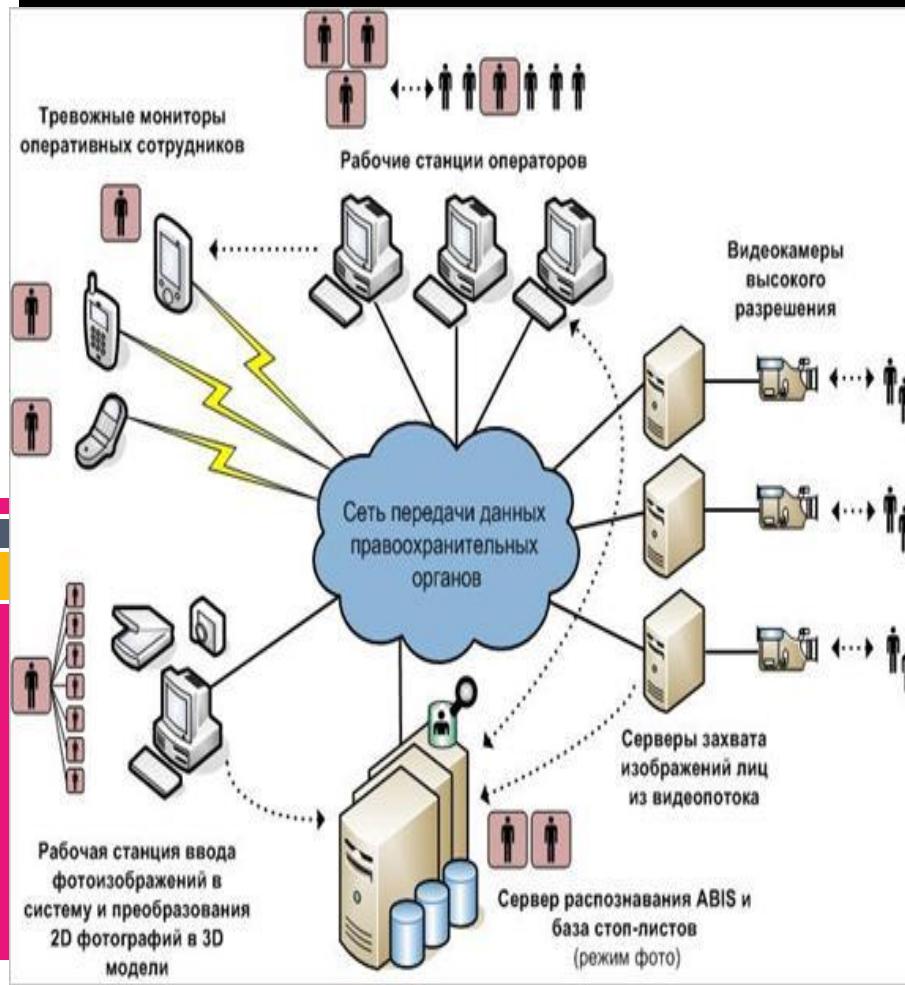 Тревожные мониторы
оперативных сотрудников
Рабочие станции операторов
Видеокамеры
высокого
разрешения
Сеть передачи данных
правоохранительных
органов
Серверы захвата
изображений лиц
из видеопотока
Рабочая станция ввода
фотоизображений в
систему и преобразования
2D фотографий в 3D
модели
Сервер распознавания ABIS и
база стоп-листов
(режим фото)